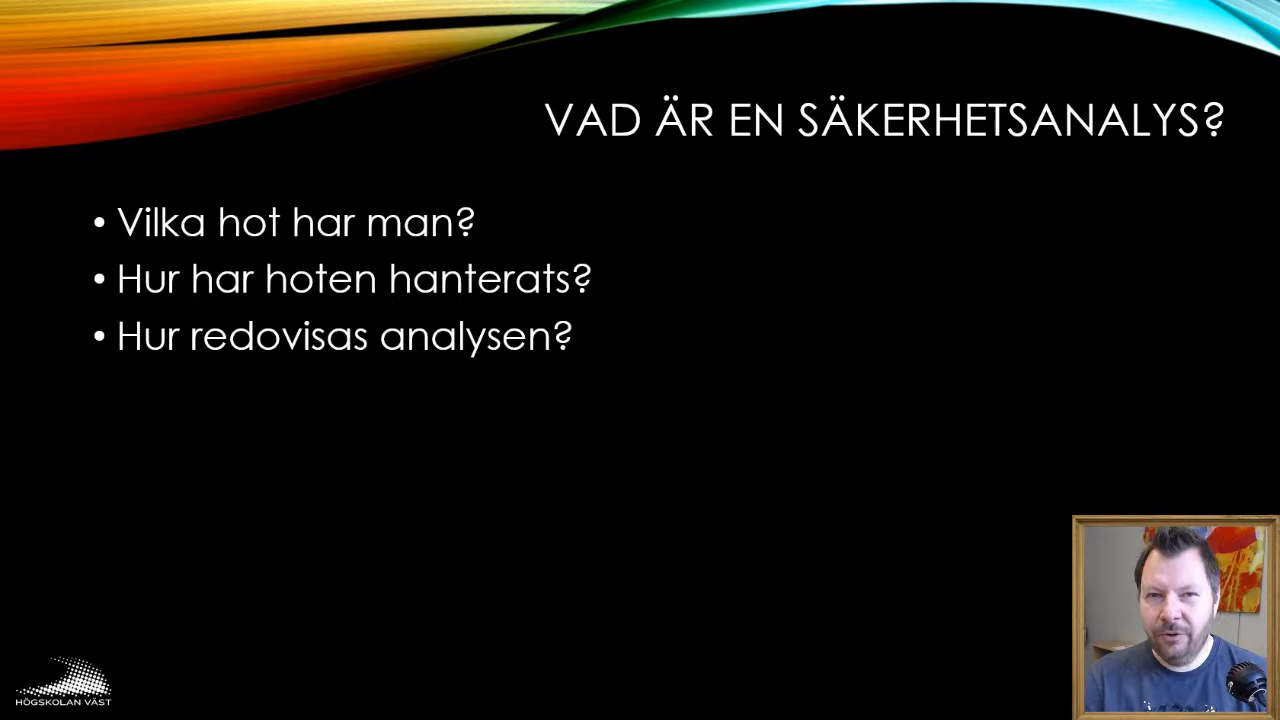 VAD ÄR EN SÄKERHETSANALYS?
• Vilka hot har man?
• Hur har hoten hanterats?
• Hur redovisas analysen?
HÖGSKOLAN VÄST